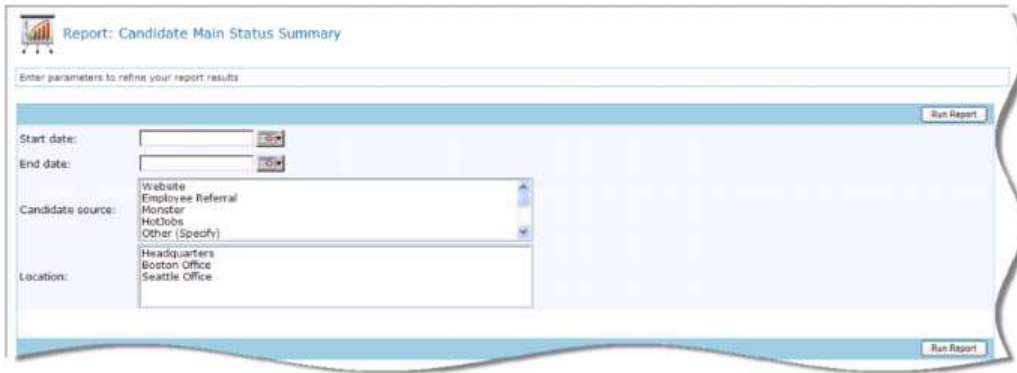 Report: Candidate Main Status Summary
Enter parameters to refine your report results
Run Report
Start date:
End date:
Candidate source:
Website
Employee Referral
Monster
HotJobs
Other (Specify)
Location:
Headquarters
Boston Office
Seattle Office
Run Report